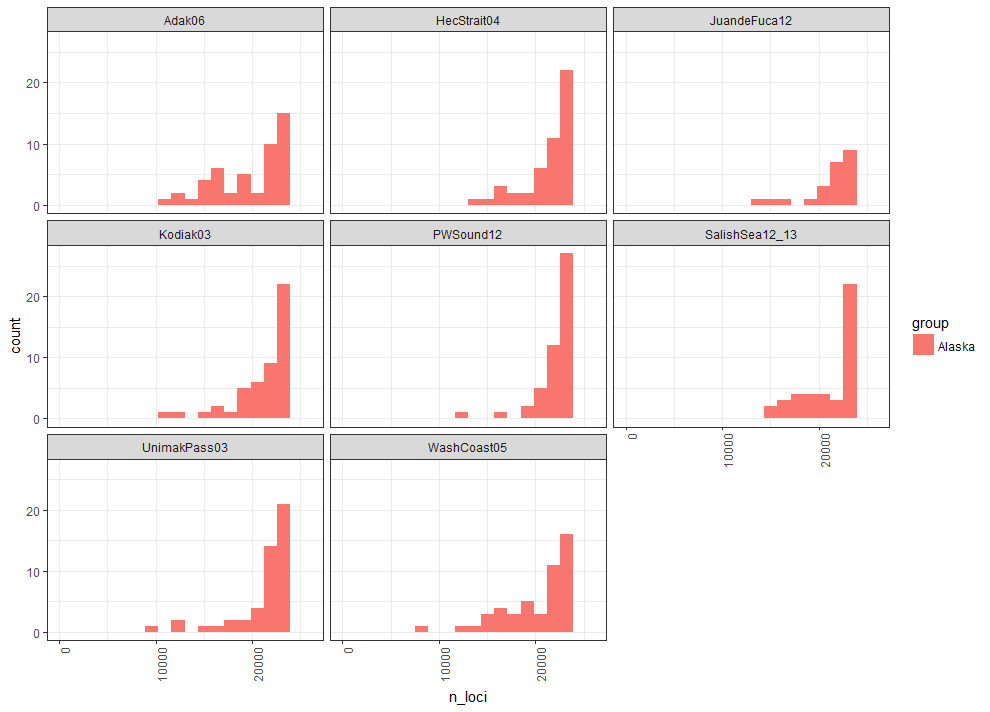 Adak06
HecStrait04
JuandeFuca12
20
10
0
Kodiak03
PWSound12
SalishSea12_13
20
10
0
count
group
Alaska
0
10000
20000
UnimakPass03
WashCoast05
20
10
0
0
10000
20000
0
10000
20000
n_loci